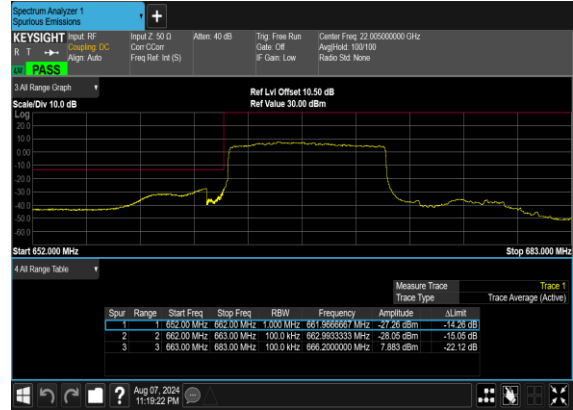 Spectrum Analyzer 1
Spurious Emissions
+
KEYSIGHT Input: RF Input Z: 50 Ω Atten: 40 dB Trig: Free Run Center Freq: 22.005000000 GHz
R T Coupling: DC Corr CCorr Gate: Off Avg|Hold: 100/100
Align: Auto Freq Ref: Int (S) IF Gain: Low Radio Std: None
PASS
3 All Range Graph
Ref Lvl Offset 10.50 dB
Scale/Div 10.0 dB Ref Value 30.00 dBm
Log
20.0
10.0
0.00
-10.0
-20.0
-30.0
-40.0
-50.0
-60.0
Start 652.000 MHz Stop 683.000 MHz
4 All Range Table
Measure Trace Trace 1
Trace Type Trace Average (Active)
Spur Range Start Freq Stop Freq RBW Frequency Amplitude ΔLimit
1 1 652.00 MHz 662.00 MHz 1.000 MHz 661.9666667 MHz -27.26 dBm -14.26 dB
2 2 662.00 MHz 663.00 MHz 100.0 kHz 662.9933333 MHz -28.05 dBm -15.05 dB
3 3 663.00 MHz 683.00 MHz 100.0 kHz 666.2000000 MHz 7.883 dBm -22.12 dB
? Aug 07, 2024
11:19:22 PM